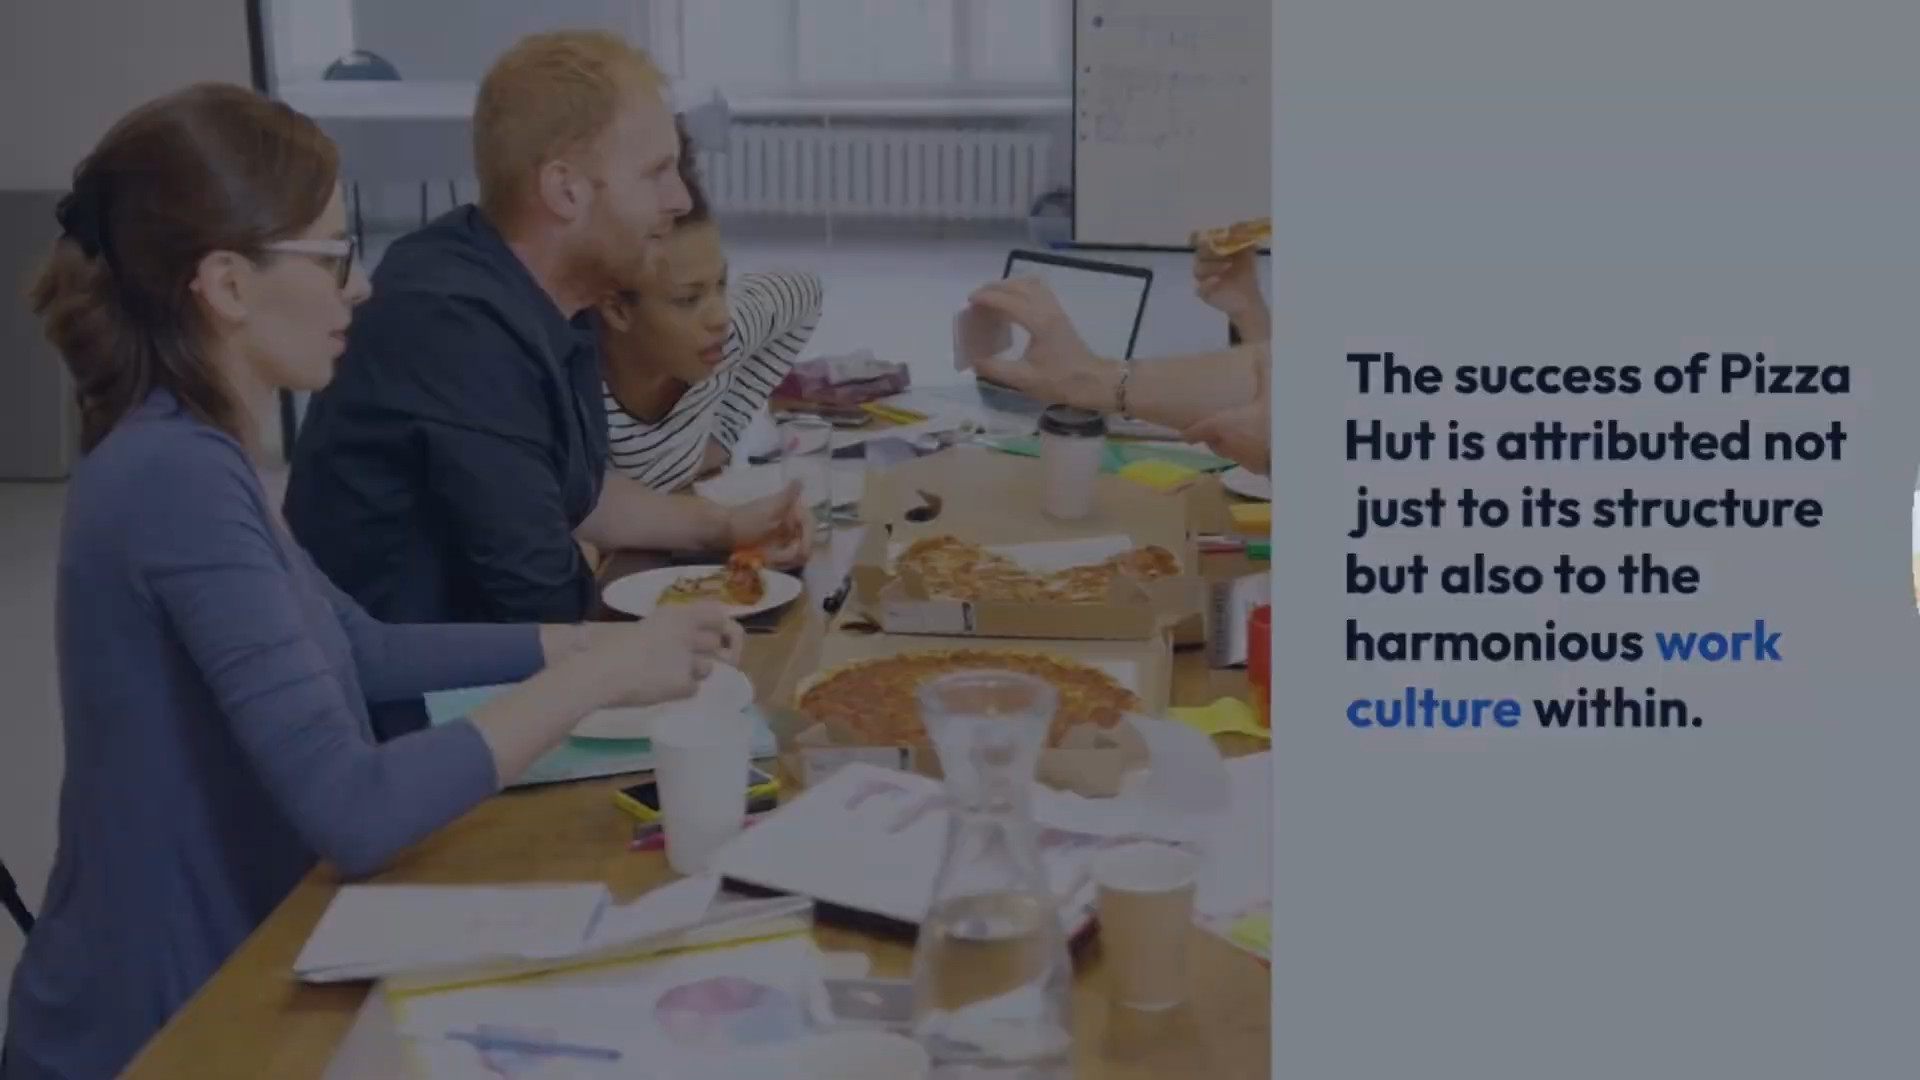 The success of Pizza
Hut is attributed not
just to its structure
but also to the
harmonious work
culture within.